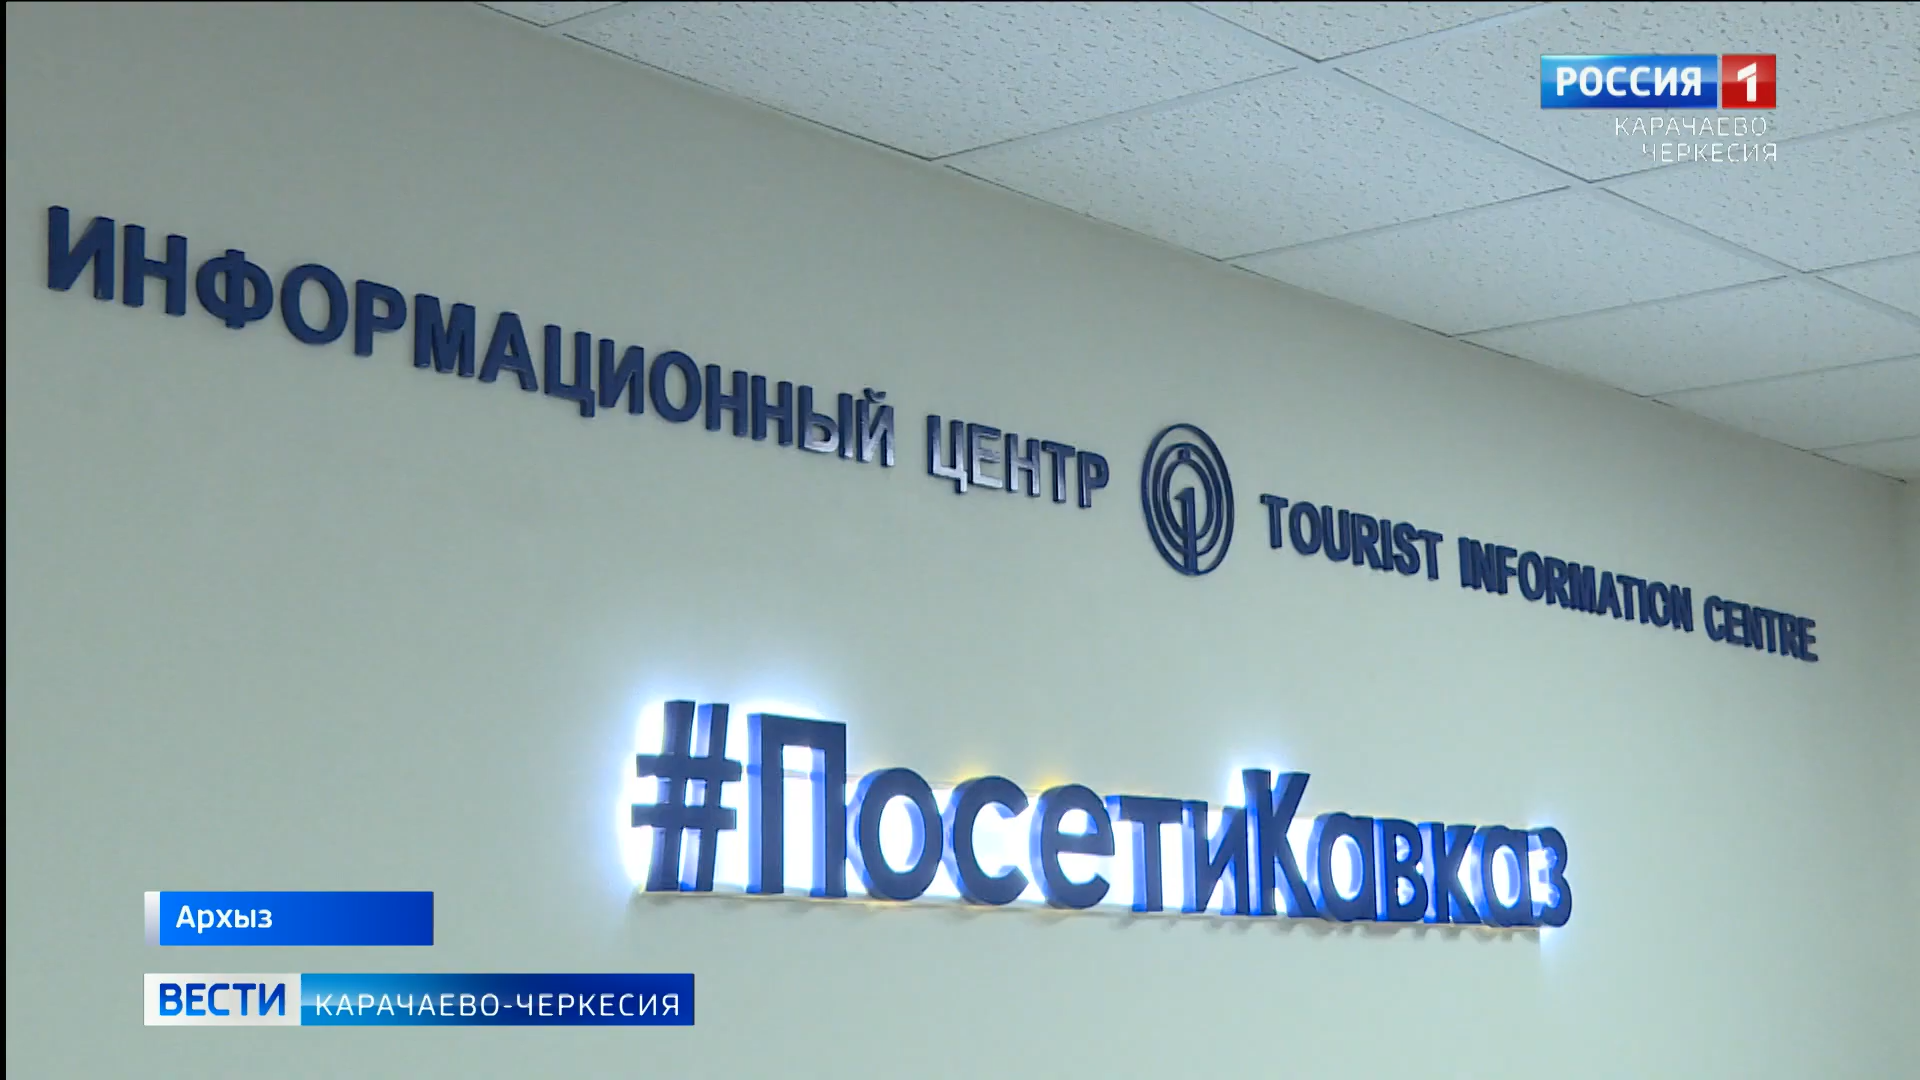 РОССИЯ 1
КАРАЧАЕВО
ЧЕРКЕСИЯ
ИНФОРМАЦИОННЫЙ ЦЕНТР TOURIST INFORMATION CENTRE
#ПосетиКавказ
Архыз
ВЕСТИ КАРАЧАЕВО-ЧЕРКЕСИЯ